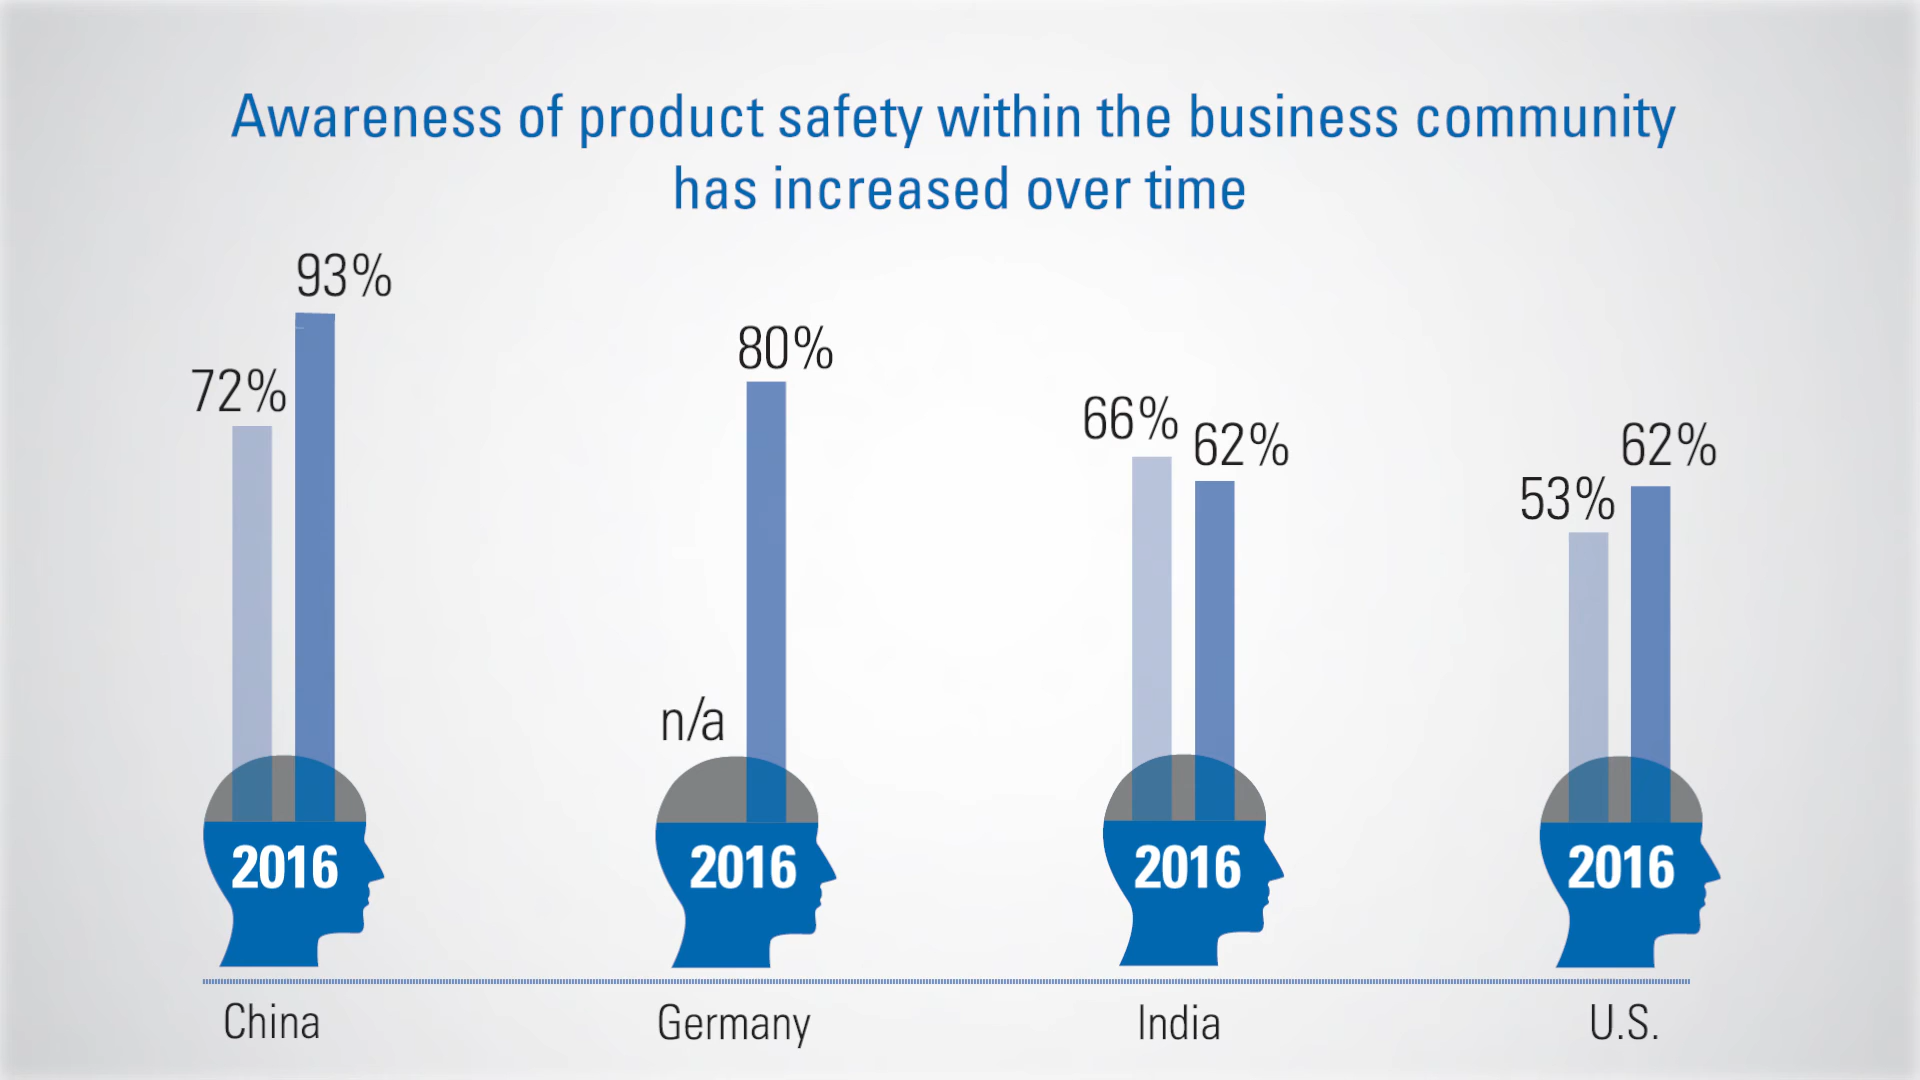 Awareness of product safety within the business community
has increased over time
72%
93%
n/a
80%
66%
62%
53%
62%
2016
2016
2016
2016
China
Germany
India
U.S.